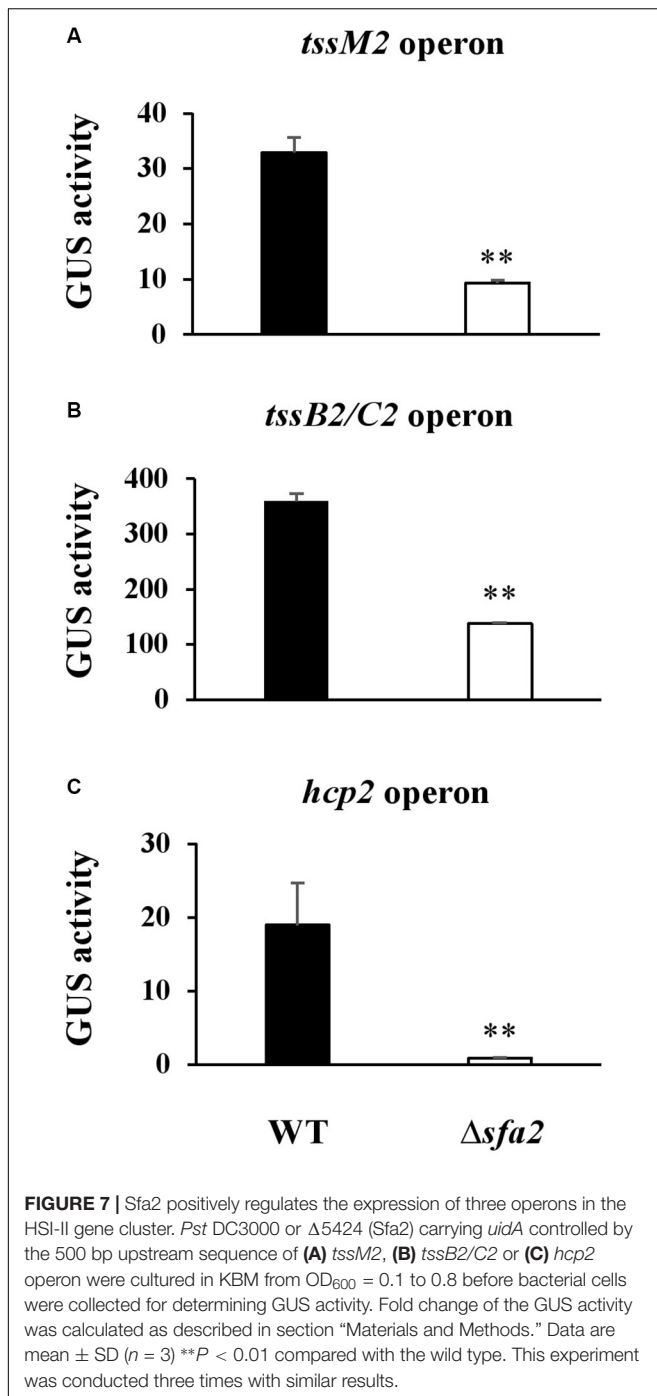 A
tssM2 operon
GUS activity
40
30
20
10
0
**
B
tssB2/C2 operon
GUS activity
400
300
200
100
0
**
C
hcp2 operon
GUS activity
30
20
10
0
**
WT
Δsfa2
FIGURE 7 | Sfa2 positively regulates the expression of three operons in the
HSI-II gene cluster. Pst DC3000 or Δ5424 (Sfa2) carrying uidA controlled by
the 500 bp upstream sequence of (A) tssM2, (B) tssB2/C2 or (C) hcp2
operon were cultured in KBM from OD600 = 0.1 to 0.8 before bacterial cells
were collected for determining GUS activity. Fold change of the GUS activity
was calculated as described in section “Materials and Methods.” Data are
mean ± SD (n = 3) **P < 0.01 compared with the wild type. This experiment
was conducted three times with similar results.